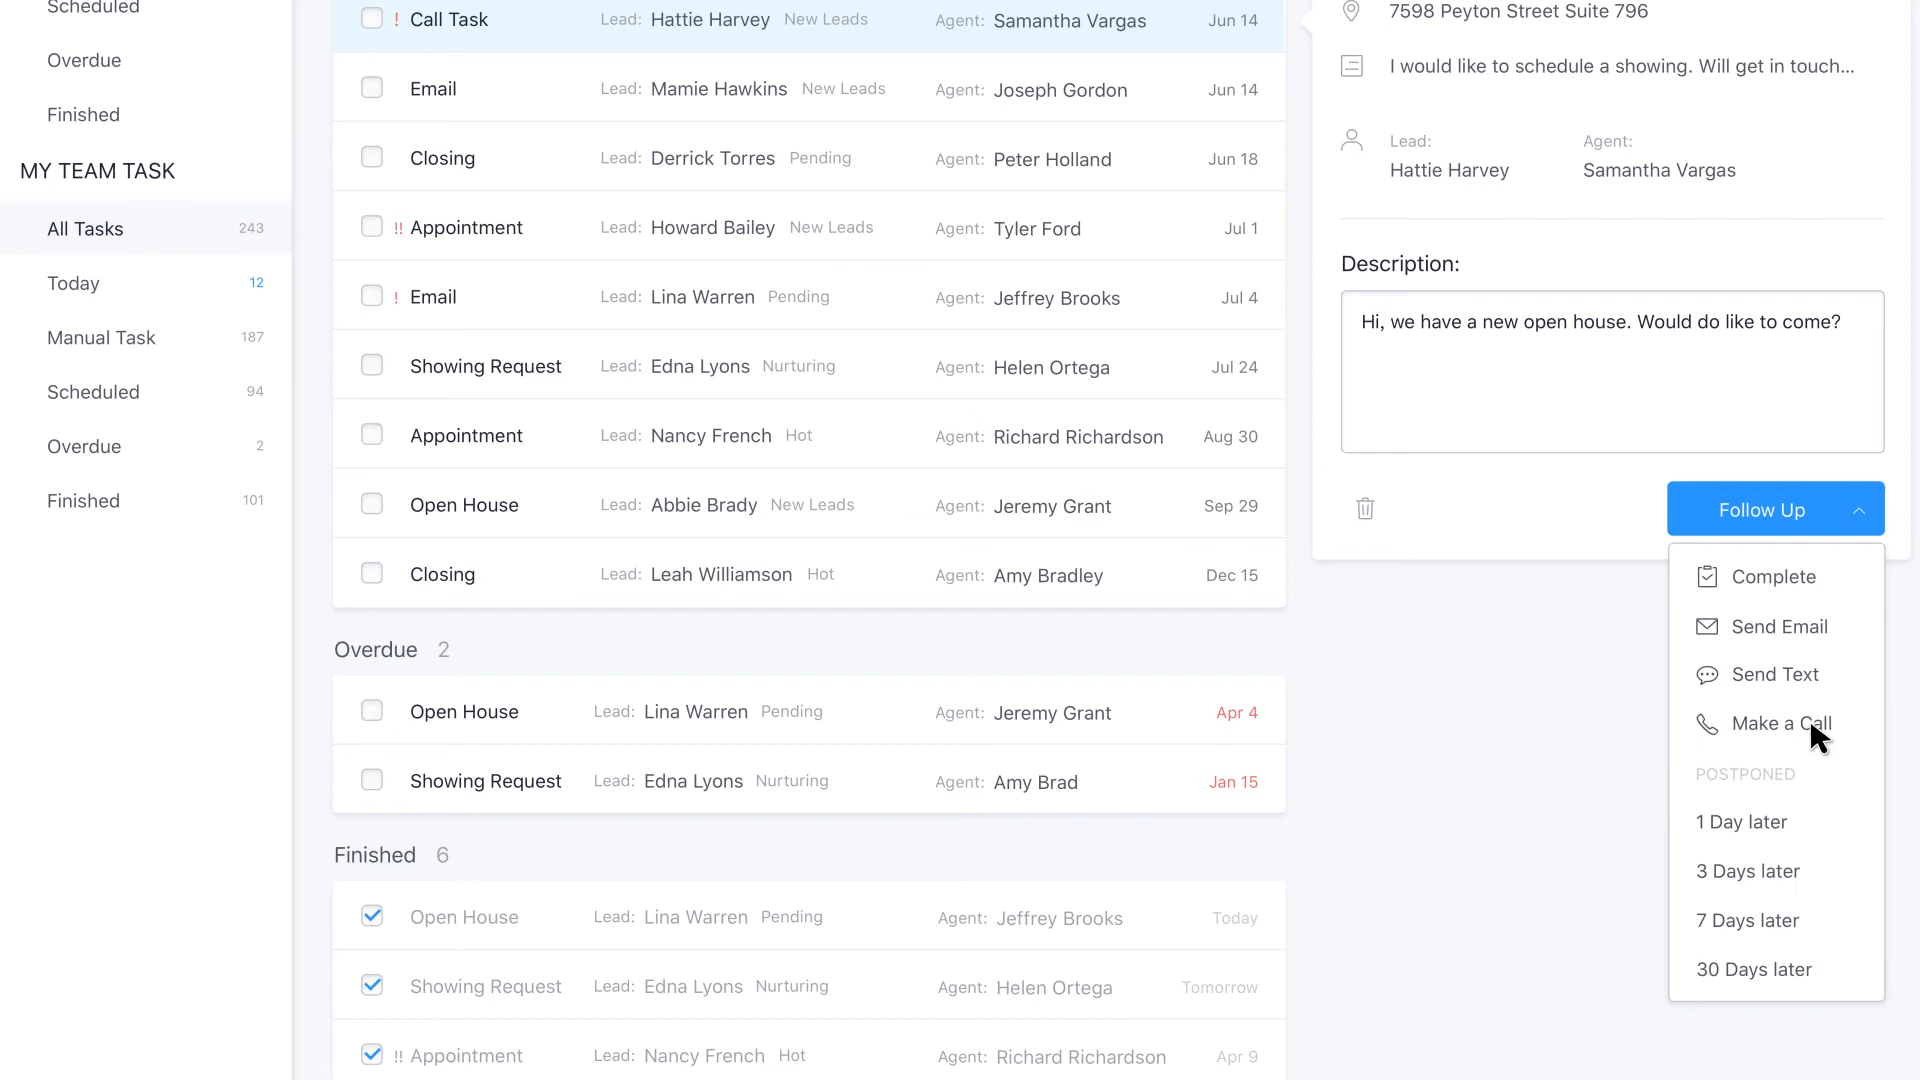 Scheduled
Overdue
Finished
MY TEAM TASK
All Tasks 243
Today 12
Manual Task 187
Scheduled 94
Overdue 2
Finished 101
! Call Task Lead: Hattie Harvey New Leads Agent: Samantha Vargas Jun 14
Email Lead: Mamie Hawkins New Leads Agent: Joseph Gordon Jun 14
Closing Lead: Derrick Torres Pending Agent: Peter Holland Jun 18
!! Appointment Lead: Howard Bailey New Leads Agent: Tyler Ford Jul 1
! Email Lead: Lina Warren Pending Agent: Jeffrey Brooks Jul 4
Showing Request Lead: Edna Lyons Nurturing Agent: Helen Ortega Jul 24
Appointment Lead: Nancy French Hot Agent: Richard Richardson Aug 30
Open House Lead: Abbie Brady New Leads Agent: Jeremy Grant Sep 29
Closing Lead: Leah Williamson Hot Agent: Amy Bradley Dec 15
Overdue 2
Open House Lead: Lina Warren Pending Agent: Jeremy Grant Apr 4
Showing Request Lead: Edna Lyons Nurturing Agent: Amy Brad Jan 15
Finished 6
Open House Lead: Lina Warren Pending Agent: Jeffrey Brooks Today
Showing Request Lead: Edna Lyons Nurturing Agent: Helen Ortega Tomorrow
!! Appointment Lead: Nancy French Hot Agent: Richard Richardson Apr 9
7598 Peyton Street Suite 796
I would like to schedule a showing. Will get in touch...
Lead: Agent:
Hattie Harvey Samantha Vargas
Description:
Hi, we have a new open house. Would do like to come?
Follow Up
Complete
Send Email
Send Text
Make a Call
POSTPONED
1 Day later
3 Days later
7 Days later
30 Days later